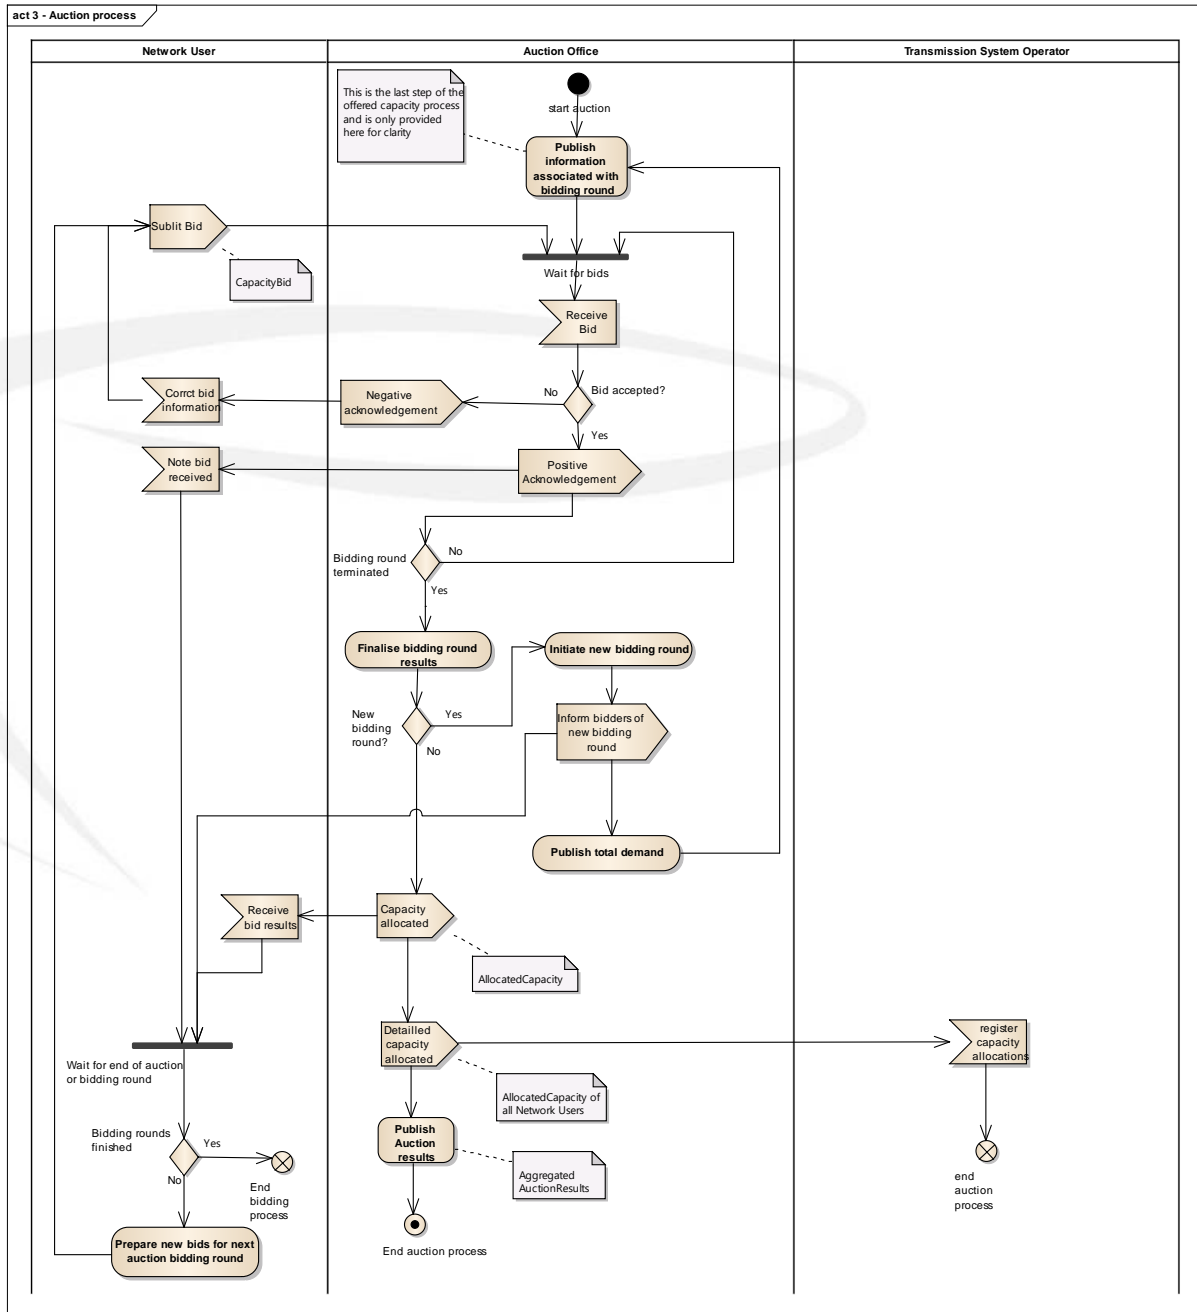 act 3 - Auction process
Network User
Auction Office
Transmission System Operator
This is the last step of the
offered capacity process
and is only provided
here for clarity
start auction
Publish
information
associated with
bidding round
Sublit Bid
CapacityBid
Wait for bids
Receive
Bid
Corrct bid
information
Negative
acknowledgement
No
Bid accepted?
Yes
Note bid
received
Positive
Acknowledgement
Bidding round
terminated
No
Yes
Finalise bidding round
results
Initiate new bidding round
New
bidding
round?
Yes
No
Inform bidders of
new bidding
round
Publish total demand
Receive
bid results
Capacity
allocated
AllocatedCapacity
Detailled
capacity
allocated
register
capacity
allocations
Wait for end of auction
or bidding round
AllocatedCapacity of
all Network Users
Bidding rounds
finished
Yes
No
End
bidding
process
Publish
Auction
results
Aggregated
AuctionResults
end
auction
process
Prepare new bids for next
auction bidding round
End auction process